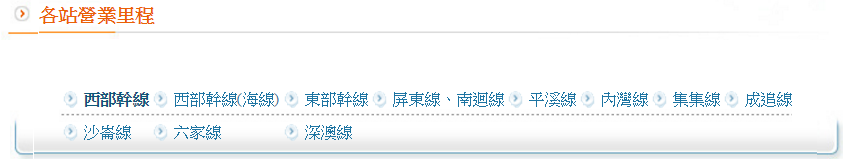 各站營業里程
西部幹線 西部幹線(海線) 東部幹線 屏東線、南迴線 平溪線 內灣線 集集線 成追線
沙崙線 六家線 深澳線